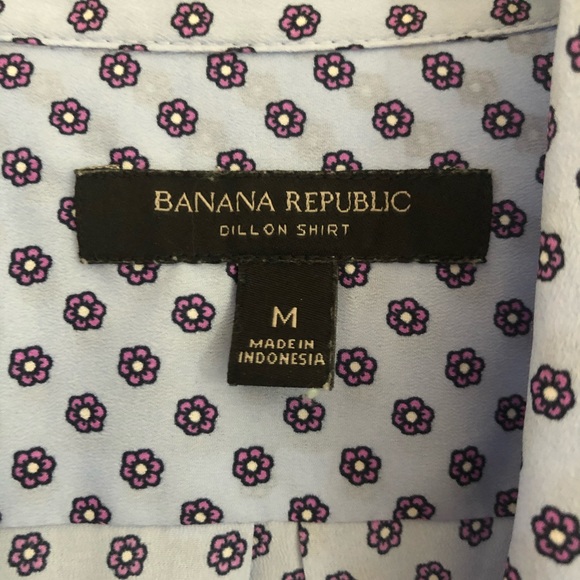 BANANA REPUBLIC
DILLON SHIRT
M
MADE IN
INDONESIA